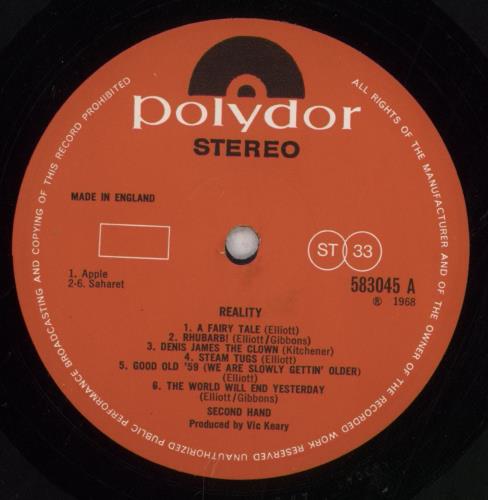 polydor
STEREO
MADE IN ENGLAND
ST 33
1. Apple
2-6. Saharet
583045 A
℗ 1968
REALITY
1. A FAIRY TALE (Elliott)
2. RHUBARB! (Elliott/Gibbons)
3. DENIS JAMES THE CLOWN (Kitchener)
4. STEAM TUGS (Elliott)
5. GOOD OLD '59 (WE ARE SLOWLY GETTIN' OLDER)
(Elliott)
6. THE WORLD WILL END YESTERDAY
(Elliott/Gibbons)
SECOND HAND
Produced by Vic Keary
ALL RIGHTS OF THE MANUFACTURER AND OF THE OWNER OF THE RECORDED WORK RESERVED UNAUTHORIZED PUBLIC PERFORMANCE BROADCASTING AND COPYING OF THIS RECORD PROHIBITED